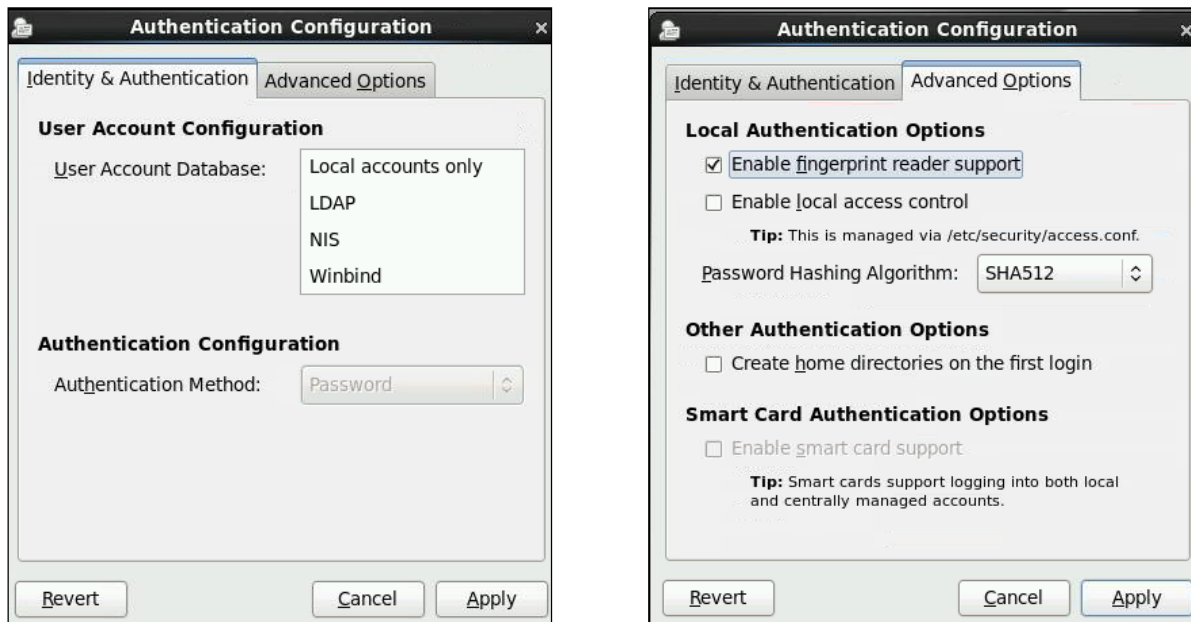 Authentication Configuration
Identity & Authentication
Advanced Options
User Account Configuration
User Account Database:
Local accounts only
LDAP
NIS
Winbind
Authentication Configuration
Authentication Method:
Password
Revert
Cancel
Apply
Authentication Configuration
Identity & Authentication
Advanced Options
Local Authentication Options
Enable fingerprint reader support
Enable local access control
Tip: This is managed via /etc/security/access.conf.
Password Hashing Algorithm:
SHA512
Other Authentication Options
Create home directories on the first login
Smart Card Authentication Options
Enable smart card support
Tip: Smart cards support logging into both local
and centrally managed accounts.
Revert
Cancel
Apply